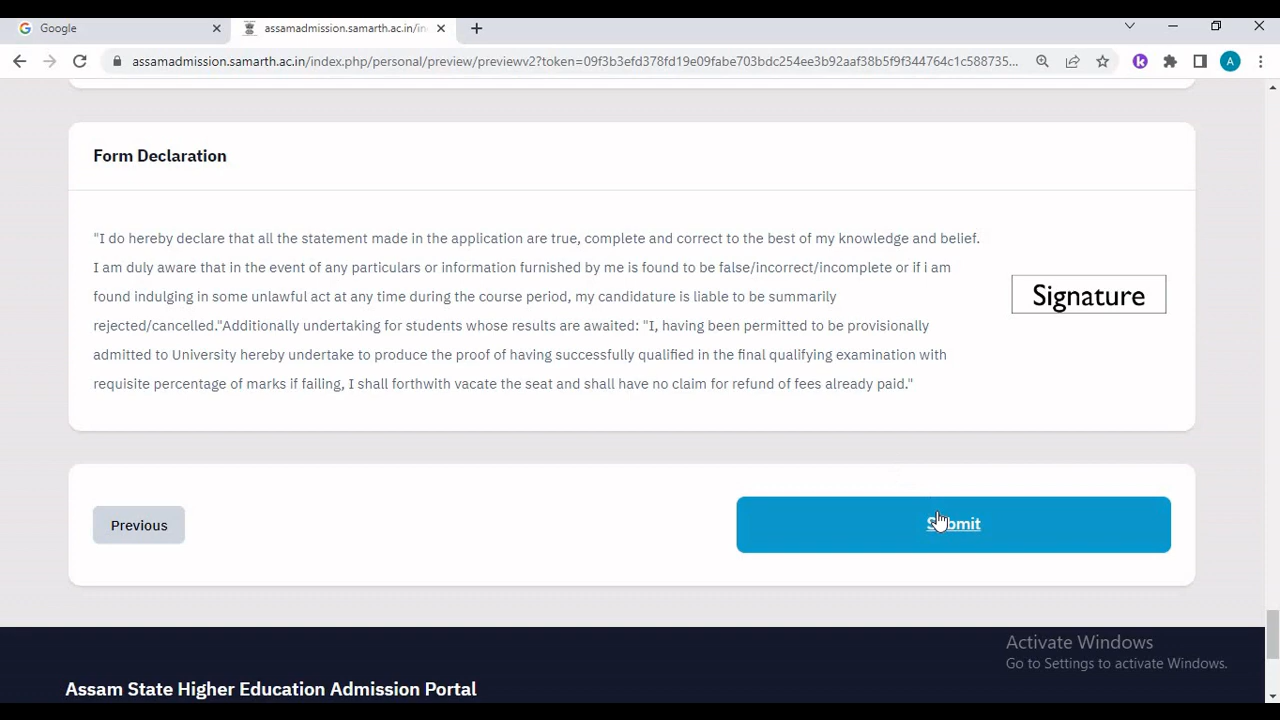 Google
assamadmission.samarth.ac.in/in
assamadmission.samarth.ac.in/index.php/personal/preview/previewv2?token=09f3b3efd378fd19e09fabe703bdc254ee3b92aaf38b5f9f344764c1c588735...
A
Form Declaration
"I do hereby declare that all the statement made in the application are true, complete and correct to the best of my knowledge and belief.
I am duly aware that in the event of any particulars or information furnished by me is found to be false/incorrect/incomplete or if i am
found indulging in some unlawful act at any time during the course period, my candidature is liable to be summarily
rejected/cancelled."Additionally undertaking for students whose results are awaited: "I, having been permitted to be provisionally
admitted to University hereby undertake to produce the proof of having successfully qualified in the final qualifying examination with
requisite percentage of marks if failing, I shall forthwith vacate the seat and shall have no claim for refund of fees already paid."
Signature
Previous
Submit
Activate Windows
Go to Settings to activate Windows.
Assam State Higher Education Admission Portal